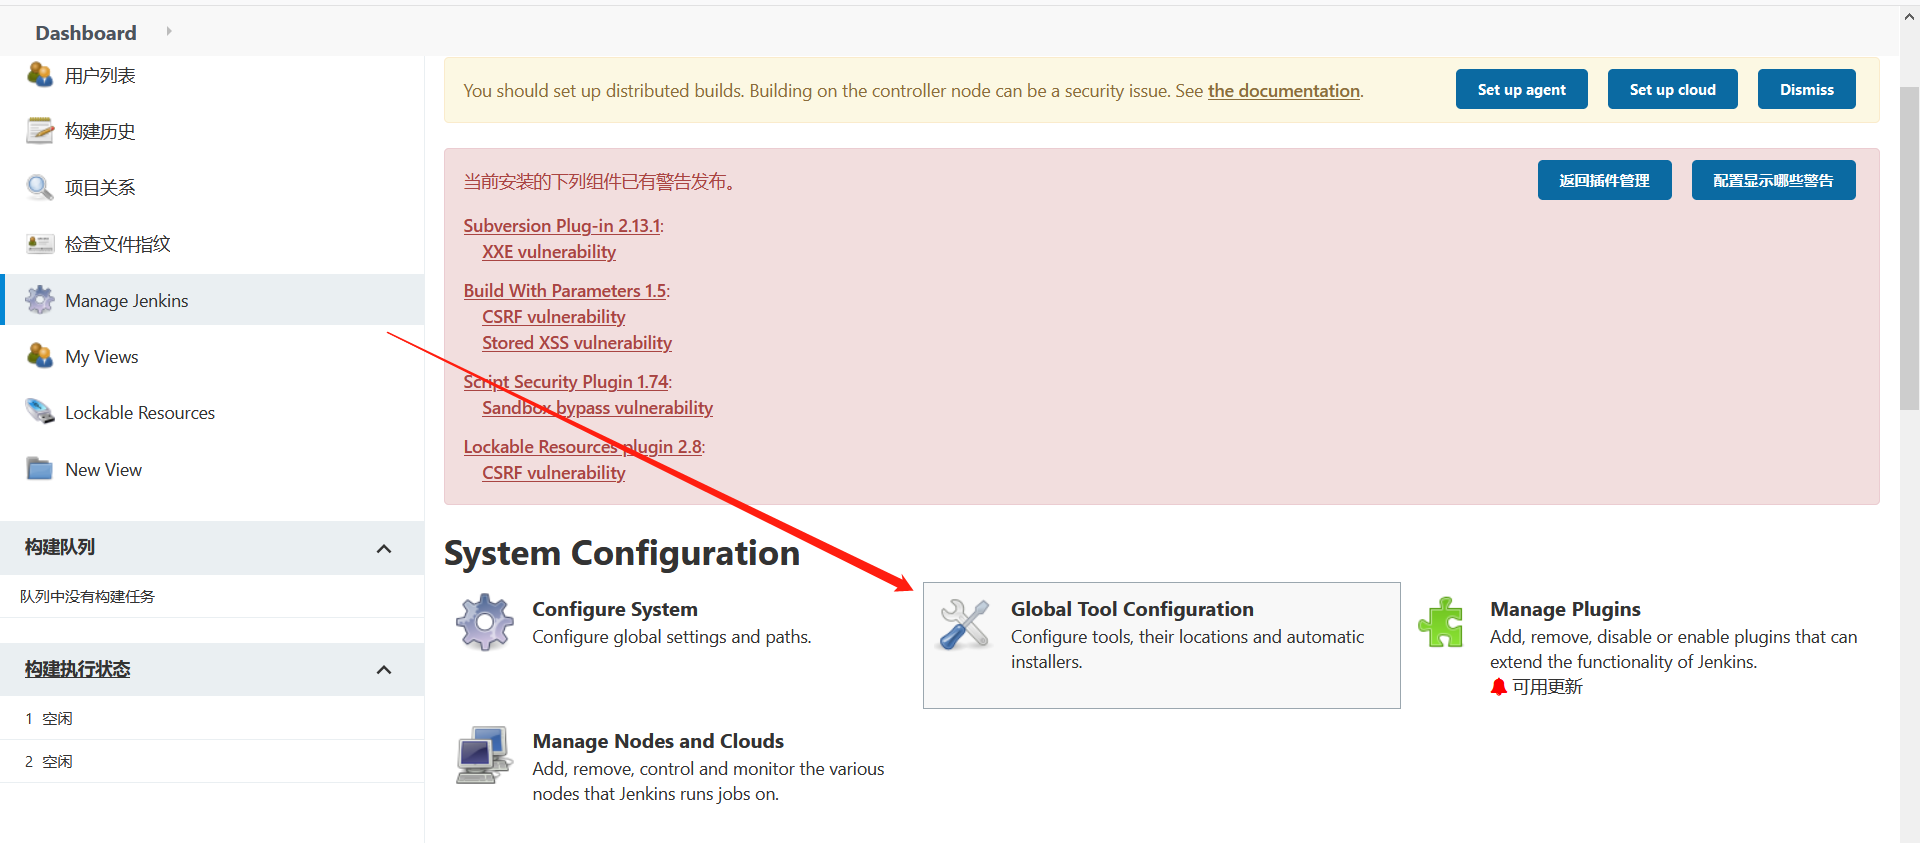 Dashboard
用户列表
构建历史
项目关系
检查文件指纹
Manage Jenkins
My Views
Lockable Resources
New View
构建队列
队列中没有构建任务
构建执行状态
1 空闲
2 空闲
You should set up distributed builds. Building on the controller node can be a security issue. See the documentation.
Set up agent
Set up cloud
Dismiss
当前安装的下列组件已有警告发布。
返回插件管理
配置显示哪些警告
Subversion Plug-in 2.13.1:
XXE vulnerability
Build With Parameters 1.5:
CSRF vulnerability
Stored XSS vulnerability
Script Security Plugin 1.74:
Sandbox bypass vulnerability
Lockable Resources plugin 2.8:
CSRF vulnerability
System Configuration
Configure System
Configure global settings and paths.
Global Tool Configuration
Configure tools, their locations and automatic
installers.
Manage Plugins
Add, remove, disable or enable plugins that can
extend the functionality of Jenkins.
可用更新
Manage Nodes and Clouds
Add, remove, control and monitor the various
nodes that Jenkins runs jobs on.